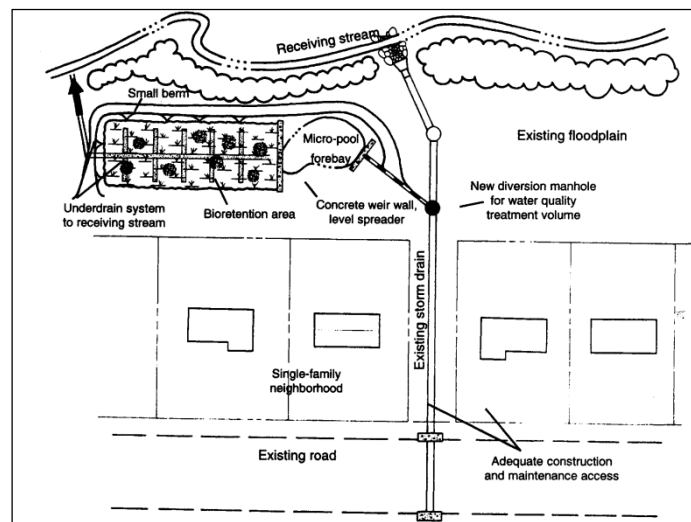 Receiving stream
Small berm
Micro-pool
forebay
Existing floodplain
Underdrain system
to receiving stream
Bioretention area
Concrete weir wall,
level spreader
New diversion manhole
for water quality
treatment volume
Existing storm drain
Single-family
neighborhood
Existing road
Adequate construction
and maintenance access